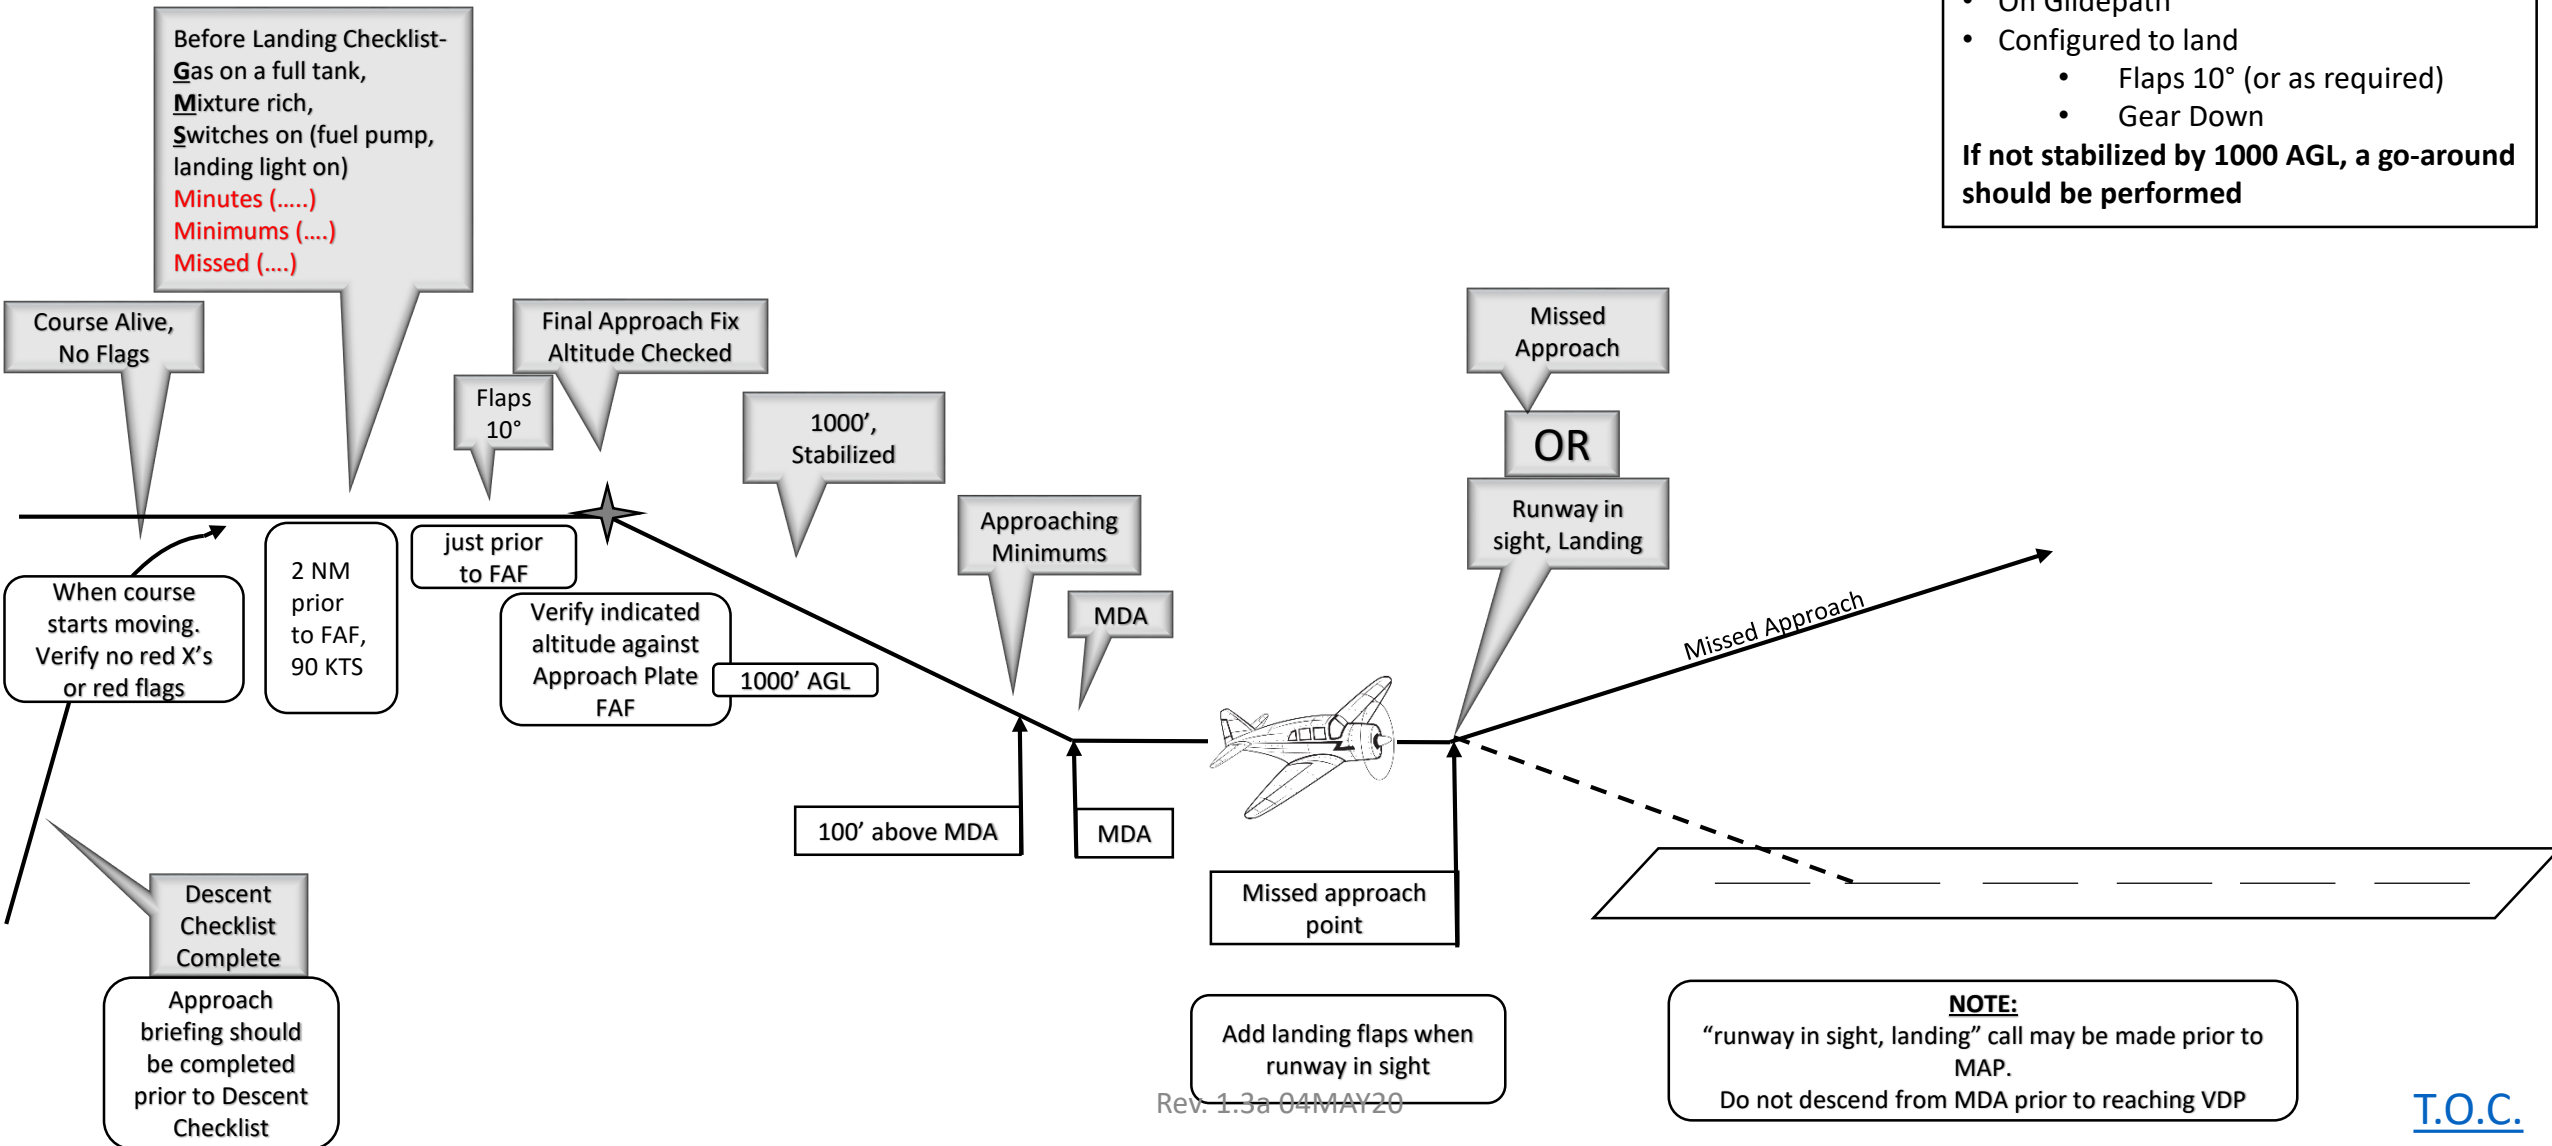 Before Landing Checklist-
Gas on a full tank,
Mixture rich,
Switches on (fuel pump,
landing light on)
Minutes (…..)
Minimums (….)
Missed (….)
• On Glidepath
• Configured to land
• Flaps 10° (or as required)
• Gear Down
If not stabilized by 1000 AGL, a go-around
should be performed
Course Alive,
No Flags
Flaps
10°
Final Approach Fix
Altitude Checked
1000’,
Stabilized
Approaching
Minimums
MDA
Missed
Approach
OR
Runway in
sight, Landing
When course
starts moving.
Verify no red X’s
or red flags
2 NM
prior
to FAF,
90 KTS
just prior
to FAF
Verify indicated
altitude against
Approach Plate
FAF
1000’ AGL
Missed Approach
100’ above MDA
MDA
Missed approach
point
Descent
Checklist
Complete
Approach
briefing should
be completed
prior to Descent
Checklist
Add landing flaps when
runway in sight
Rev. 1.3a 04MAY20
NOTE:
“runway in sight, landing” call may be made prior to
MAP.
Do not descend from MDA prior to reaching VDP
T.O.C.